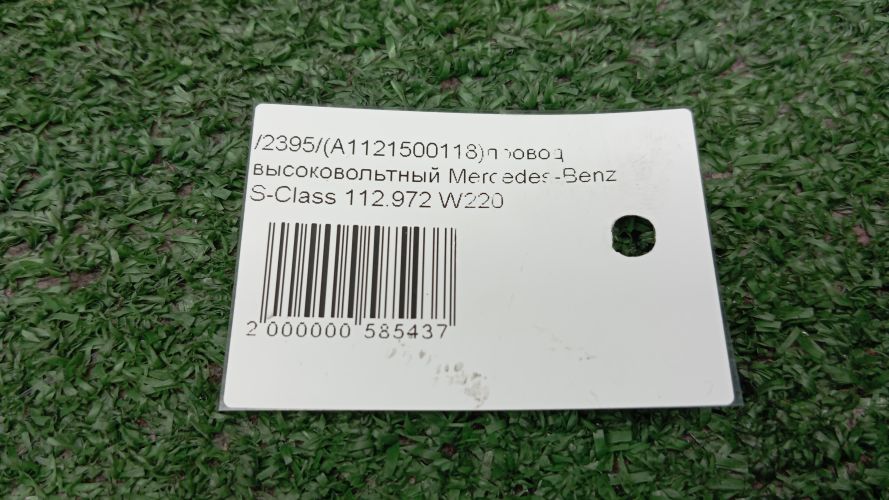 /2395/(A1121500118)провод
высоковольтный Mercedes-Benz
S-Class 112.972 W220
2 000000 585437